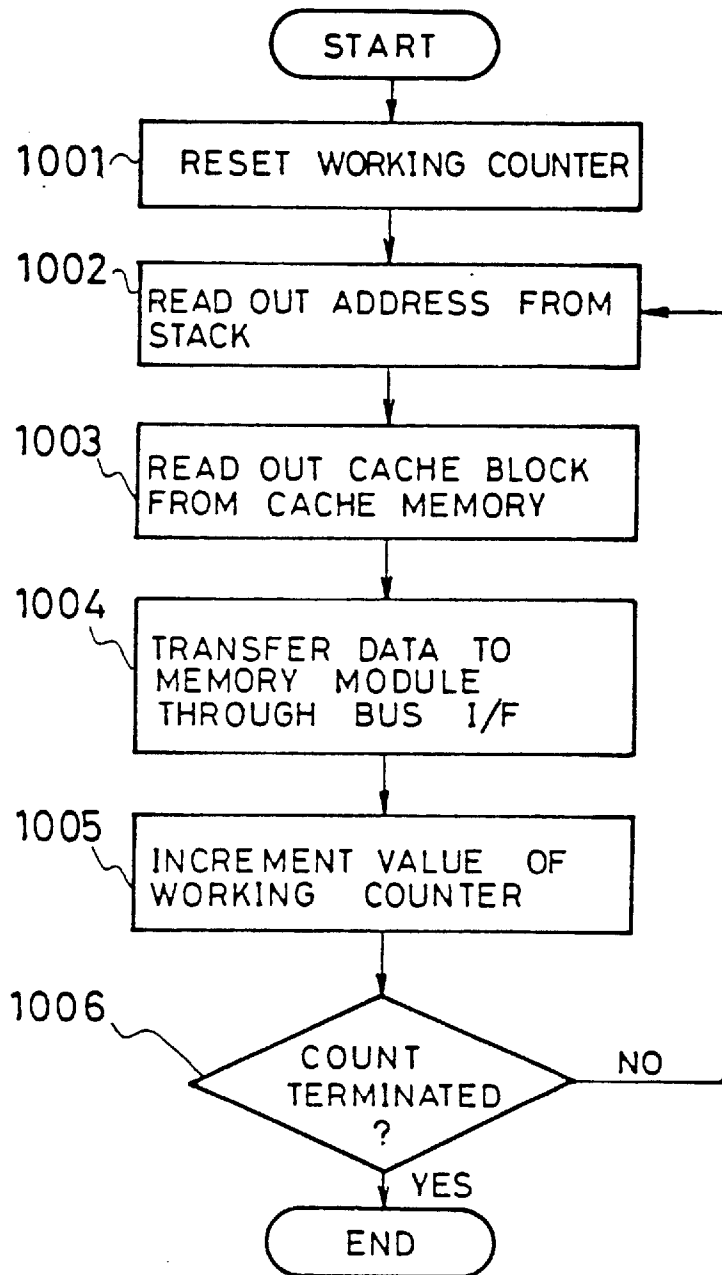 START
1001
RESET WORKING COUNTER
1002
READ OUT ADDRESS FROM
STACK
1003
READ OUT CACHE BLOCK
FROM CACHE MEMORY
1004
TRANSFER DATA TO
MEMORY MODULE
THROUGH BUS I/F
1005
INCREMENT VALUE OF
WORKING COUNTER
1006
COUNT
TERMINATED
?
NO
YES
END